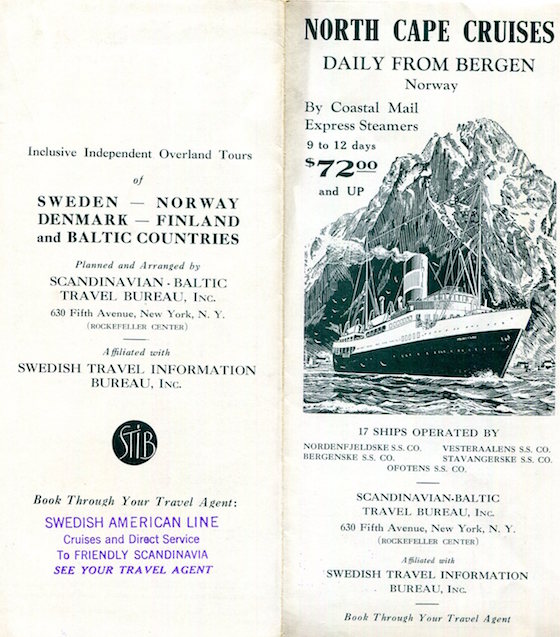 Inclusive Independent Overland Tours
of
SWEDEN — NORWAY
DENMARK — FINLAND
and BALTIC COUNTRIES
Planned and Arranged by
SCANDINAVIAN-BALTIC
TRAVEL BUREAU, INC.
630 Fifth Avenue, New York, N. Y.
(ROCKEFELLER CENTER)
Affiliated with
SWEDISH TRAVEL INFORMATION
BUREAU, INC.
STIB
Book Through Your Travel Agent:
SWEDISH AMERICAN LINE
Cruises and Direct Service
To FRIENDLY SCANDINAVIA
SEE YOUR TRAVEL AGENT
NORTH CAPE CRUISES
DAILY FROM BERGEN
Norway
By Coastal Mail
Express Steamers
9 to 12 days
$72.00
and UP
17 SHIPS OPERATED BY
NORDENFJELDSKE S.S. CO. VESTERAALENS S.S. CO.
BERGENSKE S.S. CO. STAVANGERSKE S.S. CO.
OFOTENS S.S. CO.
SCANDINAVIAN-BALTIC
TRAVEL BUREAU, INC.
630 Fifth Avenue, New York, N. Y.
(ROCKEFELLER CENTER)
Affiliated with
SWEDISH TRAVEL INFORMATION
BUREAU, INC.
Book Through Your Travel Agent